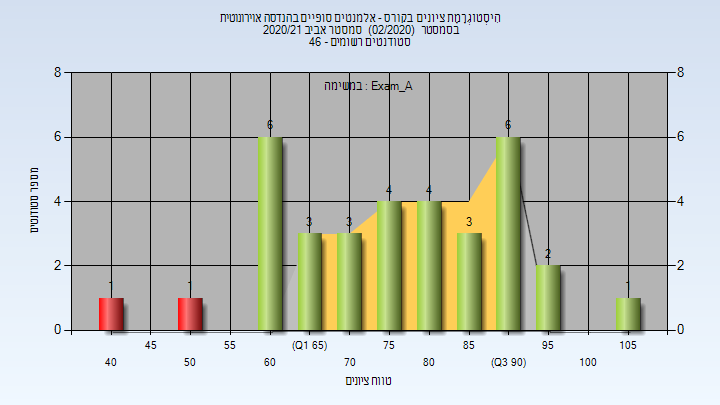 הִיסְטוֹגְרָמַת ציונים בקורס - אלמנטים סופיים בהנדסה אוירונוטית
בסמסטר (02/2020) סמסטר אביב 2020/21
סטודנטים רשומים - 46
במשימה : Exam_A
8 8
6 6
4 4
2 2
0 0
מספר סטודנטים
1 1 6 3 3 4 4 3 6 2 1
45 55 (Q1 65) 75 85 95 105
40 50 60 70 80 (Q3 90) 100
טווח ציונים